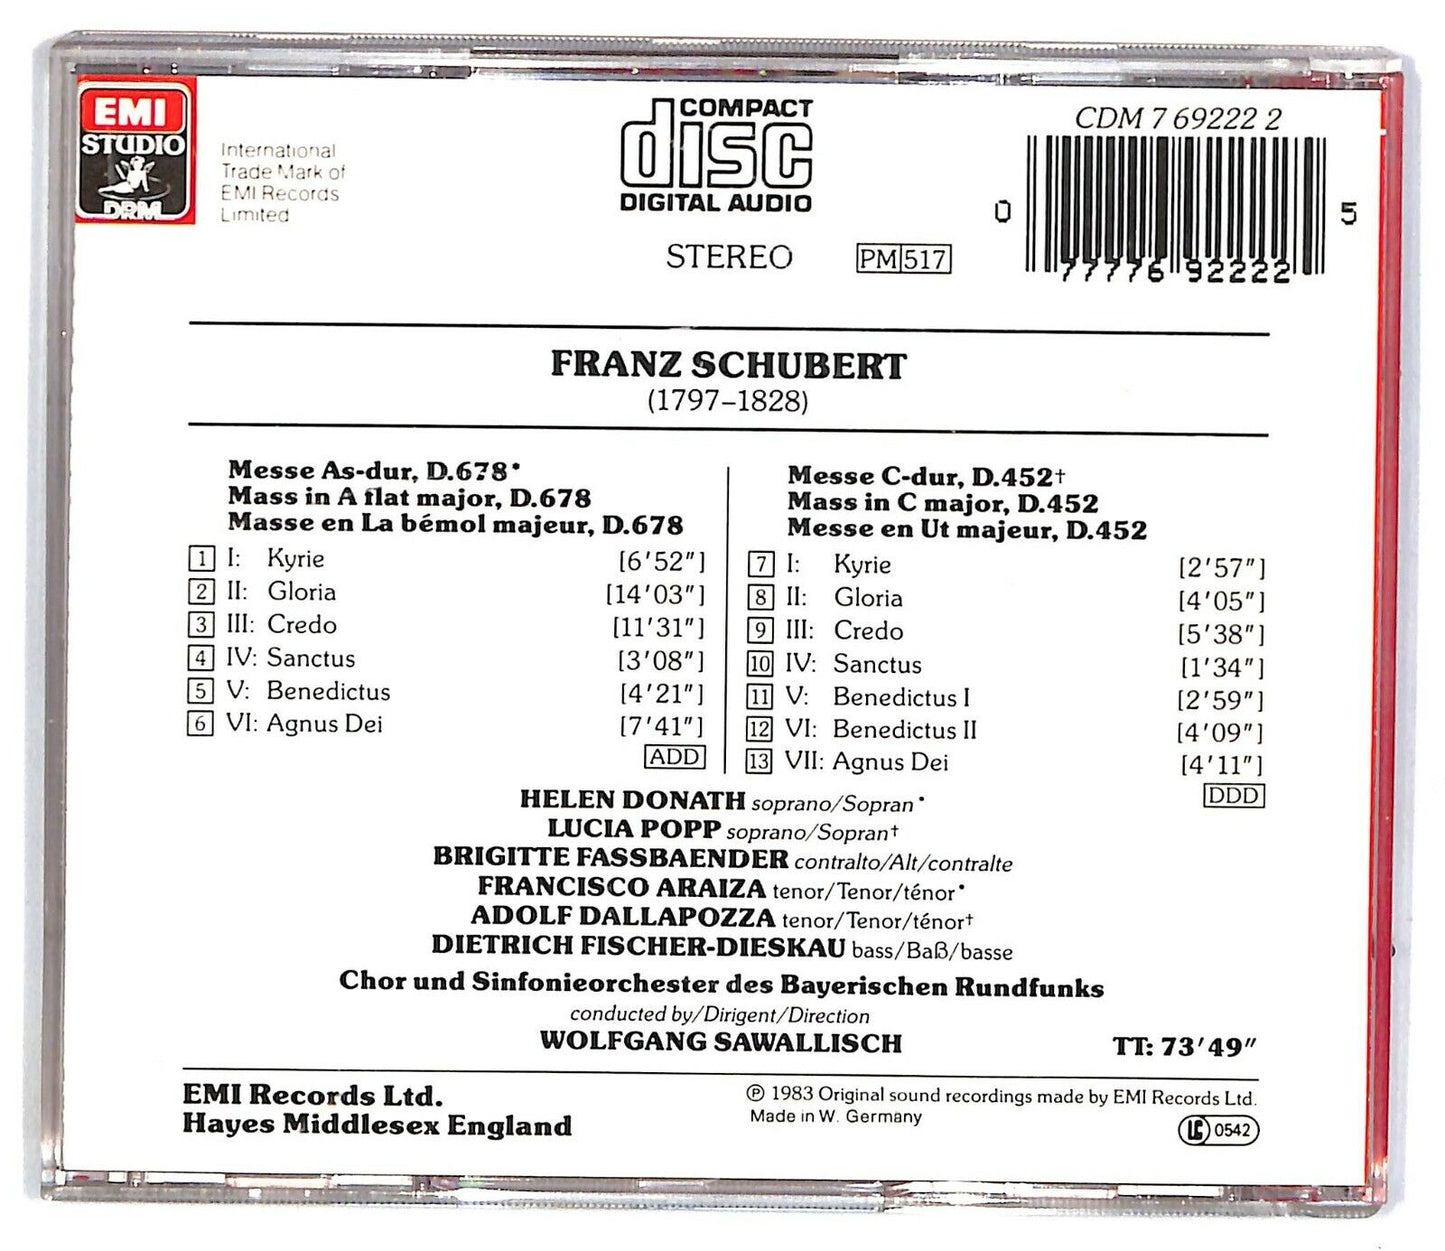 EMI
STUDIO
DRM
International
Trade Mark of
EMI Records
Limited
COMPACT
disc
DIGITAL AUDIO
STEREO
PM 517
CDM 7 69222 2
0 77776 92222 5
FRANZ SCHUBERT
(1797–1828)
Messe As-dur, D.678*
Mass in A flat major, D.678
Masse en La bémol majeur, D.678
1 I: Kyrie [6′52″]
2 II: Gloria [14′03″]
3 III: Credo [11′31″]
4 IV: Sanctus [3′08″]
5 V: Benedictus [4′21″]
6 VI: Agnus Dei [7′41″]
ADD
Messe C-dur, D.452†
Mass in C major, D.452
Messe en Ut majeur, D.452
7 I: Kyrie [2′57″]
8 II: Gloria [4′05″]
9 III: Credo [5′38″]
10 IV: Sanctus [1′34″]
11 V: Benedictus I [2′59″]
12 VI: Benedictus II [4′09″]
13 VII: Agnus Dei [4′11″]
DDD
HELEN DONATH soprano/Sopran*
LUCIA POPP soprano/Sopran†
BRIGITTE FASSBAENDER contralto/Alt/contralte
FRANCISCO ARAIZA tenor/Tenor/ténor*
ADOLF DALLAPOZZA tenor/Tenor/ténor†
DIETRICH FISCHER-DIESKAU bass/Baß/basse
Chor und Sinfonieorchester des Bayerischen Rundfunks
conducted by/Dirigent/Direction
WOLFGANG SAWALLISCH
TT: 73′49″
EMI Records Ltd.
Hayes Middlesex England
℗ 1983 Original sound recordings made by EMI Records Ltd.
Made in W. Germany
LC 0542